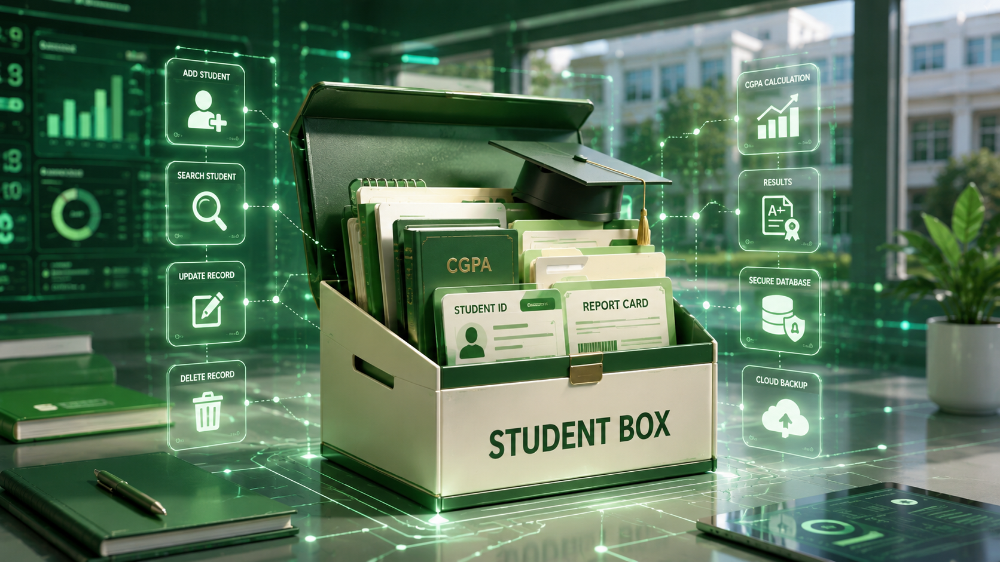 ADD STUDENT
SEARCH STUDENT
UPDATE RECORD
DELETE RECORD
CGPA
STUDENT ID
REPORT CARD
STUDENT BOX
CGPA CALCULATION
RESULTS
A+
SECURE DATABASE
CLOUD BACKUP